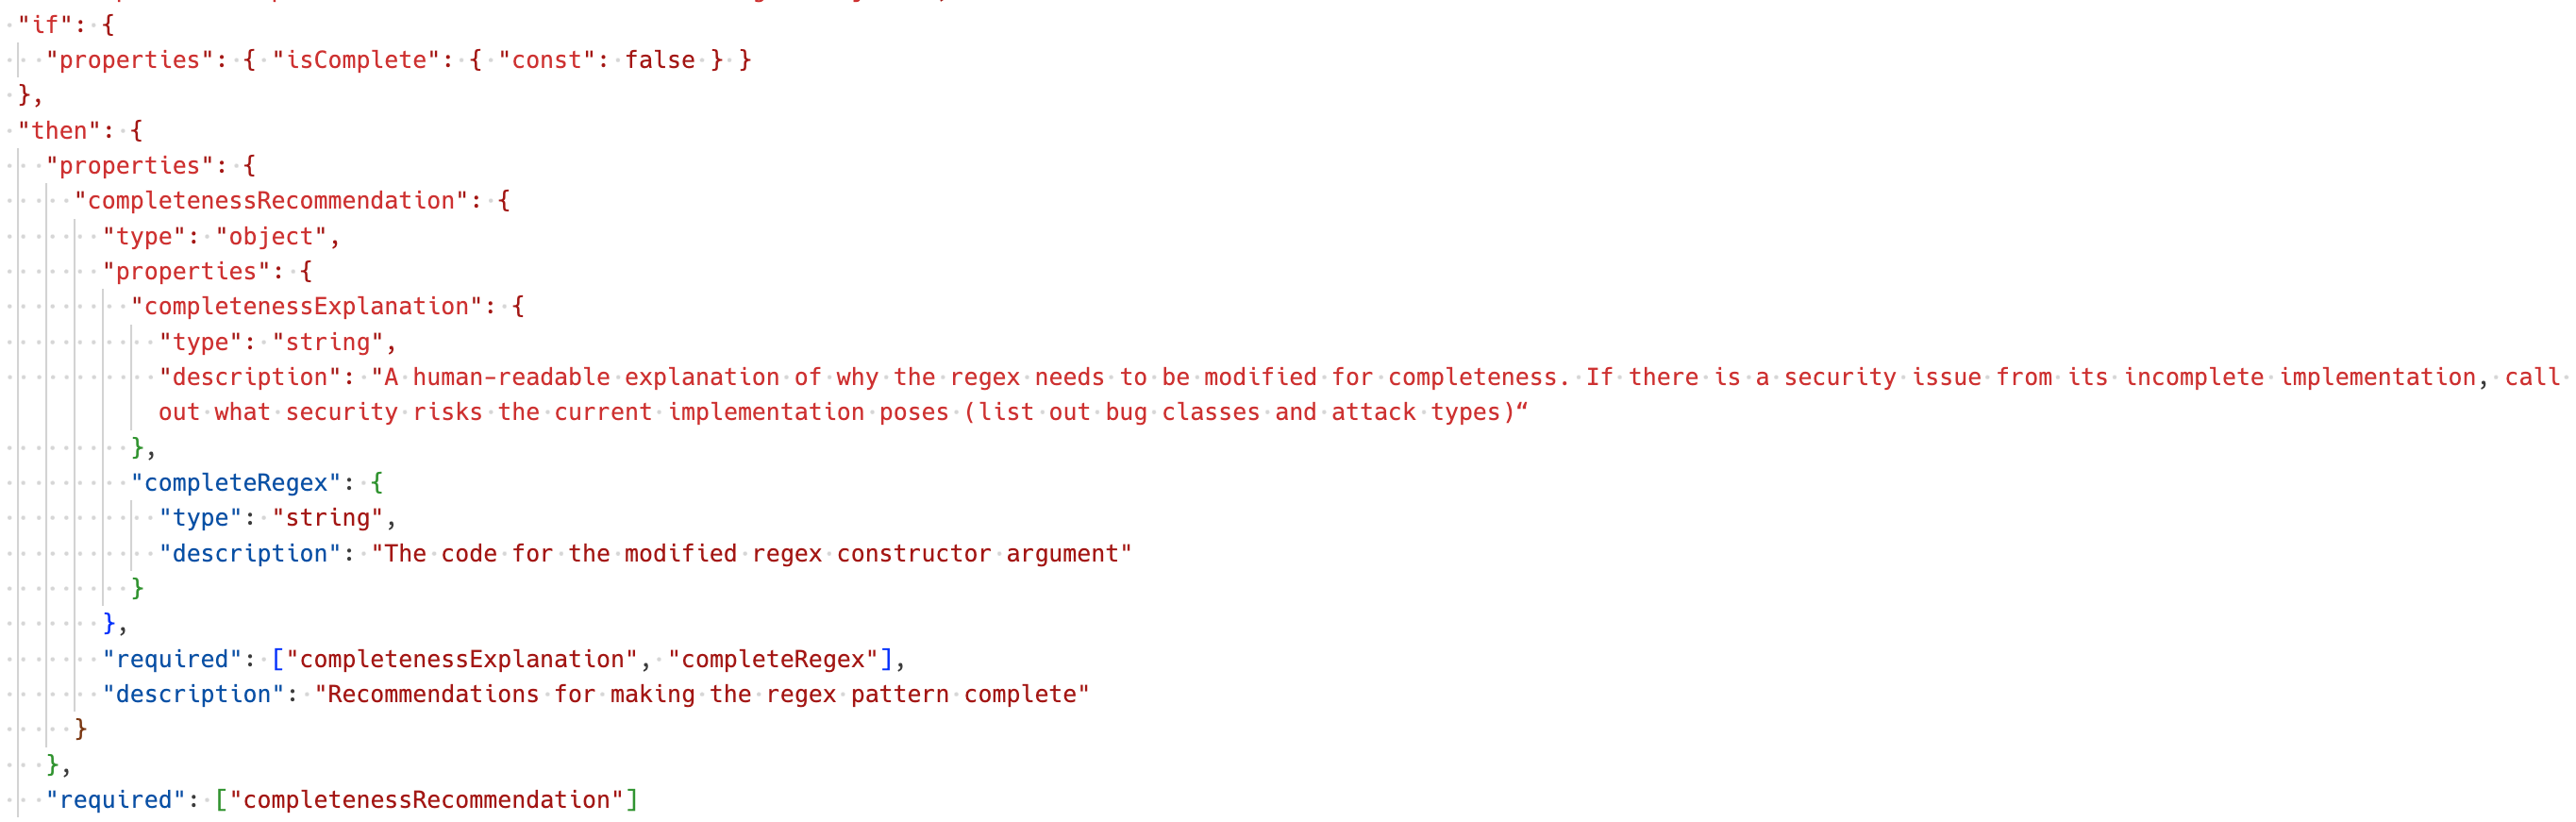 "if": {
"properties": { "isComplete": { "const": false } }
},
"then": {
"properties": {
"completenessRecommendation": {
"type": "object",
"properties": {
"completenessExplanation": {
"type": "string",
"description": "A human-readable explanation of why the regex needs to be modified for completeness. If there is a security issue from its incomplete implementation, call
out what security risks the current implementation poses (list out bug classes and attack types)“
},
"completeRegex": {
"type": "string",
"description": "The code for the modified regex constructor argument"
}
},
"required": ["completenessExplanation", "completeRegex"],
"description": "Recommendations for making the regex pattern complete"
}
},
"required": ["completenessRecommendation"]